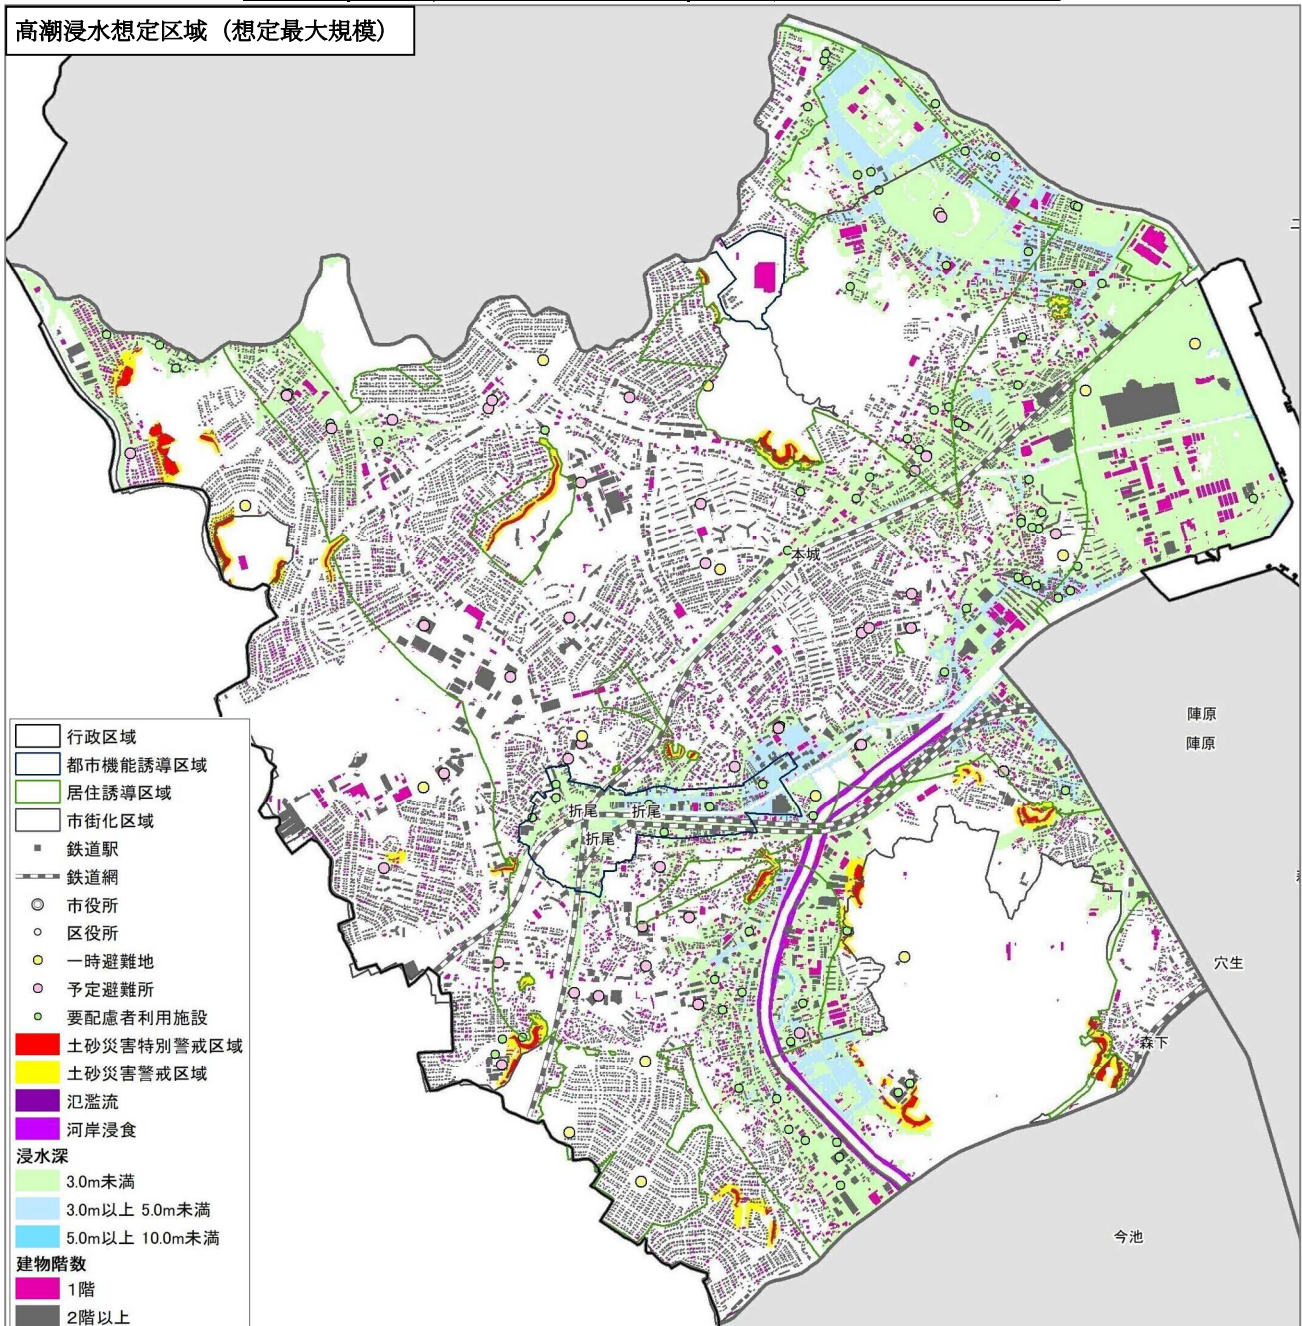 高潮浸水想定区域（想定最大規模）
本城
陣原
陣原
折尾
折尾
折尾
穴生
森下
今池
行政区域
都市機能誘導区域
居住誘導区域
市街化区域
鉄道駅
鉄道網
市役所
区役所
一時避難地
予定避難所
要配慮者利用施設
土砂災害特別警戒区域
土砂災害警戒区域
氾濫流
河岸浸食
浸水深
3.0m未満
3.0m以上 5.0m未満
5.0m以上 10.0m未満
建物階数
1階
2階以上